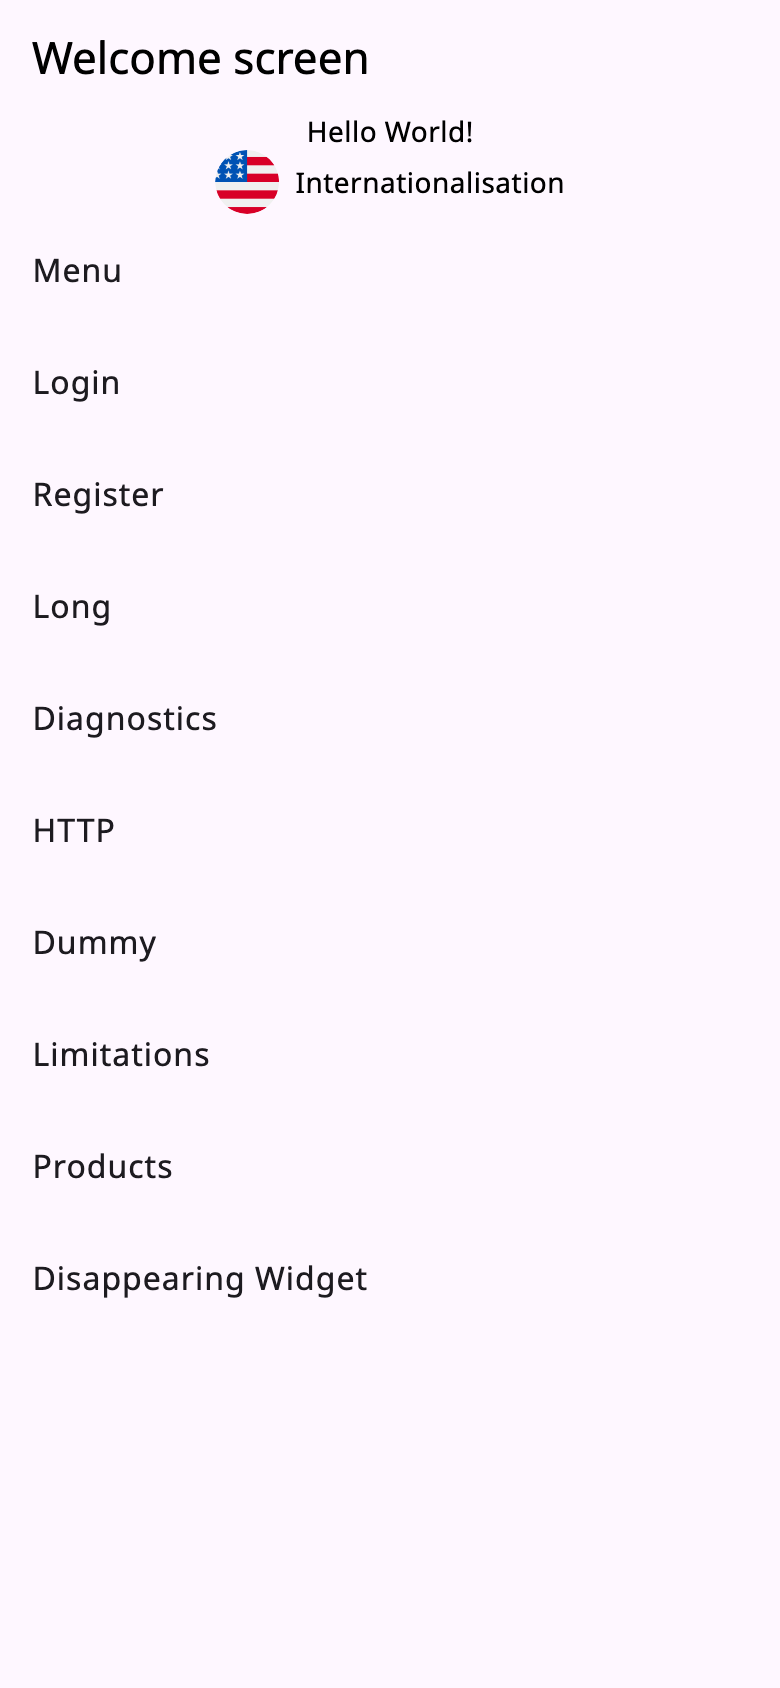 Welcome screen
Hello World!
Internationalisation
Menu
Login
Register
Long
Diagnostics
HTTP
Dummy
Limitations
Products
Disappearing Widget